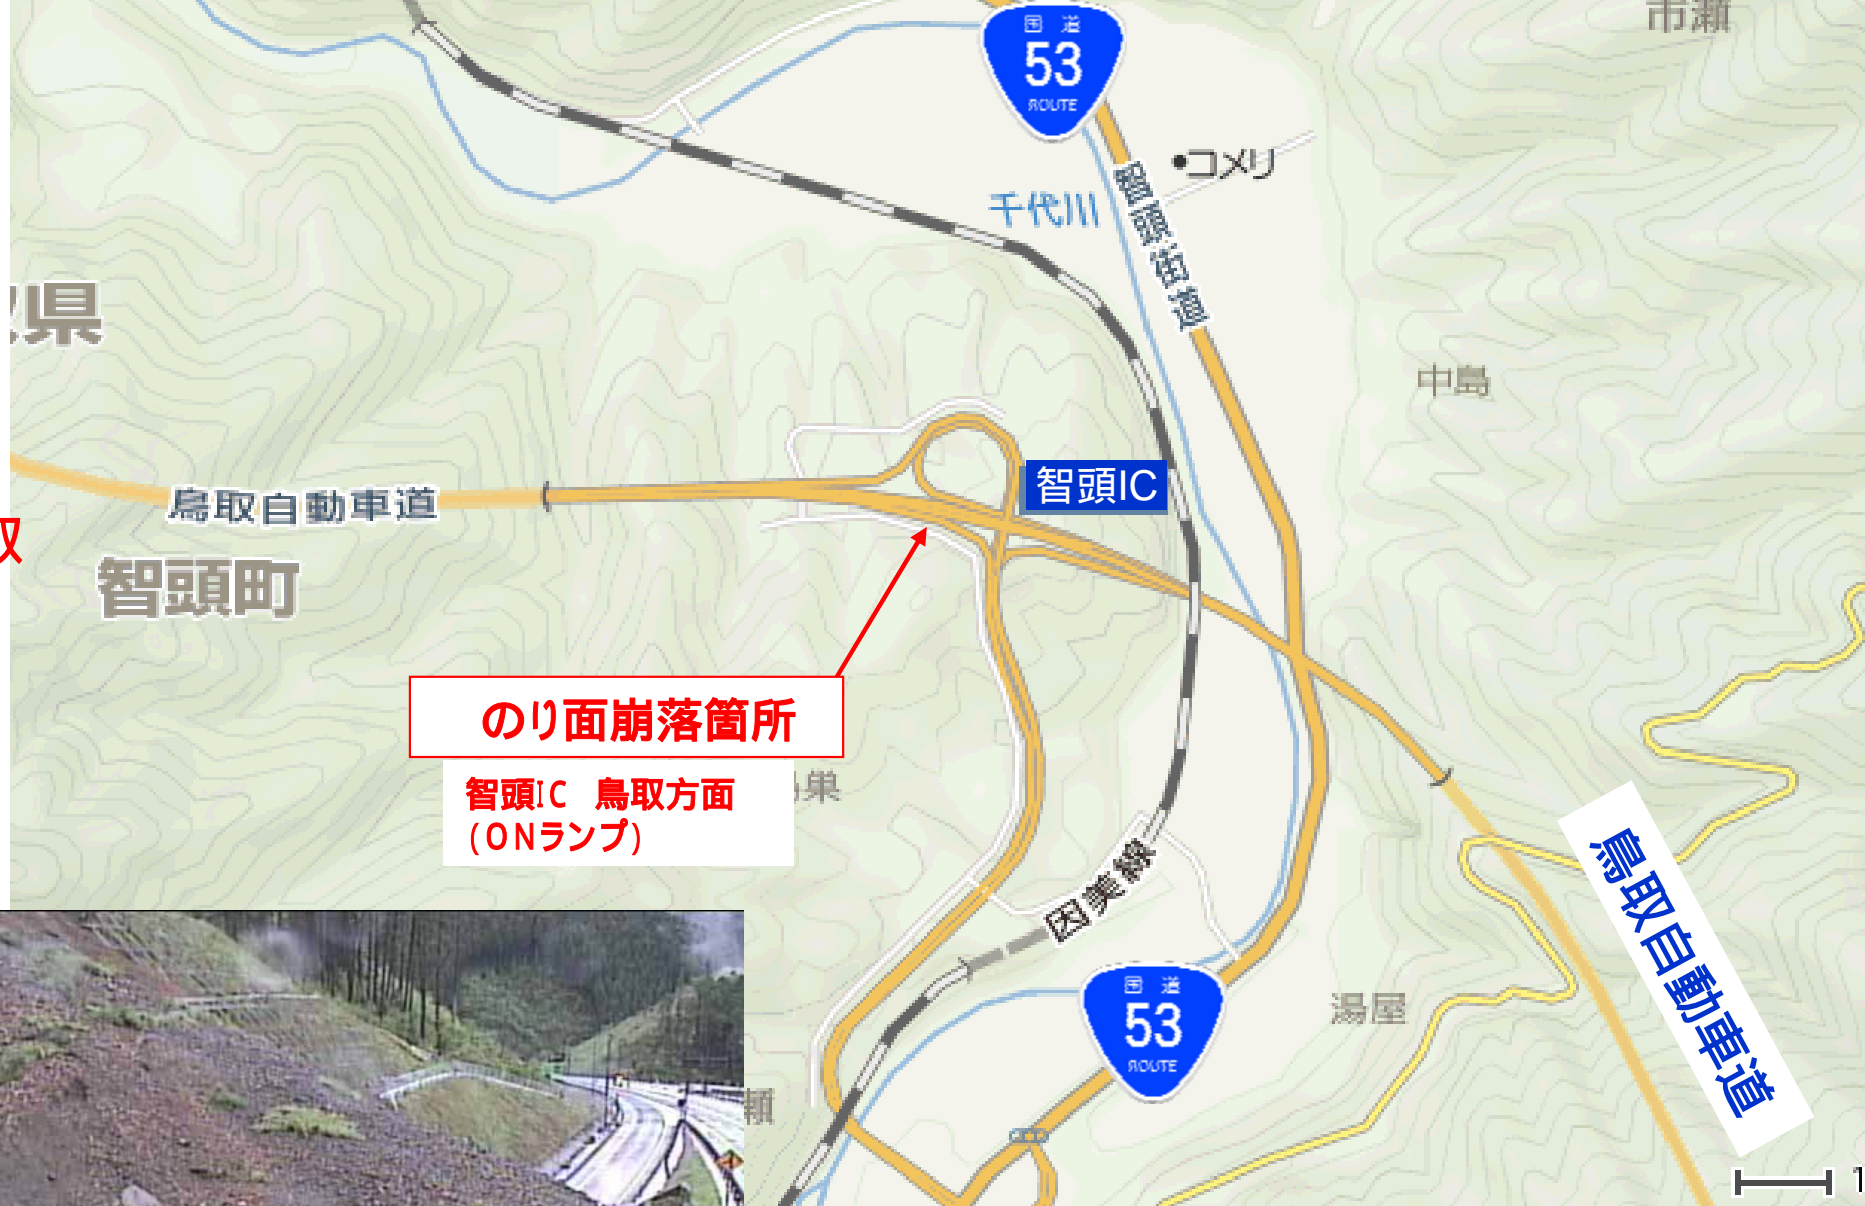 市瀬
国道
53
ROUTE
コメリ
千代川
智頭街道
県
中島
智頭IC
鳥取自動車道
取
智頭町
のり面崩落箇所
智頭IC 鳥取方面
(ONランプ)
巣
因美線
鳥取自動車道
国道
53
ROUTE
湯屋
瀬
1